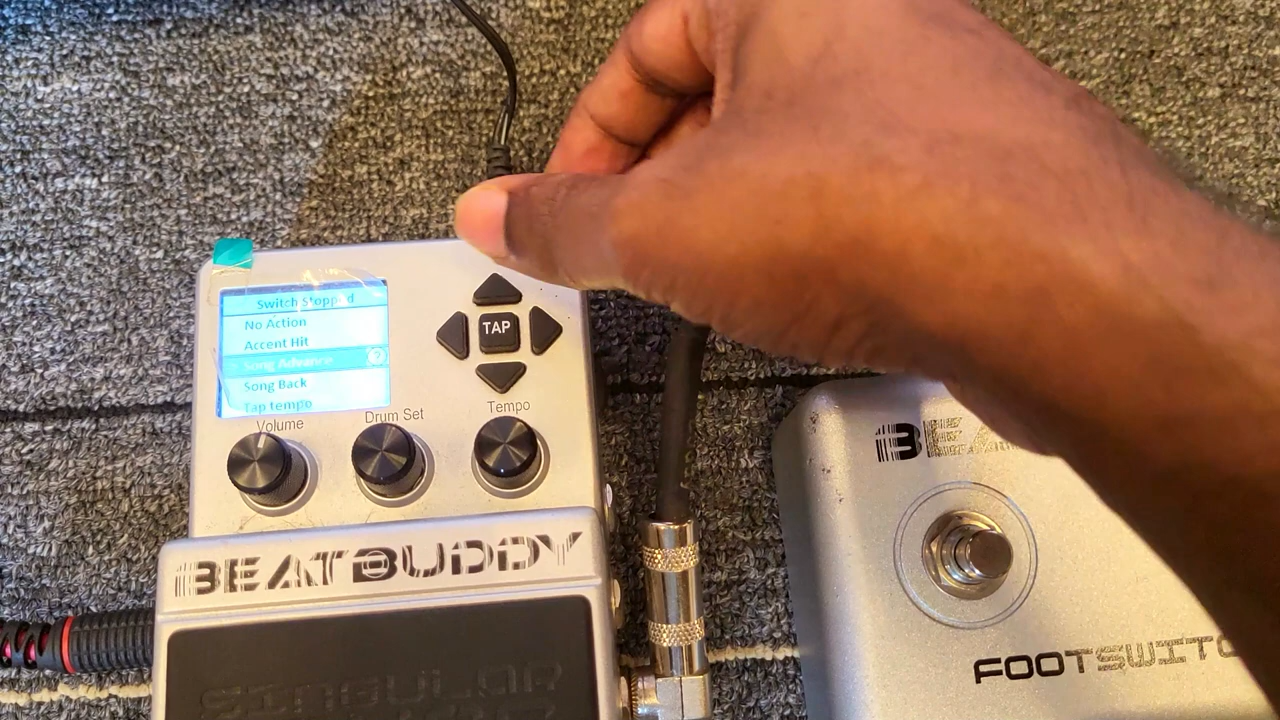 Switch Stopped
No Action
Accent Hit
Song Advance ?
Song Back
Tap tempo
TAP
Volume
Drum Set
Tempo
BEATBUDDY
SINGULAR
FOOTSWITC